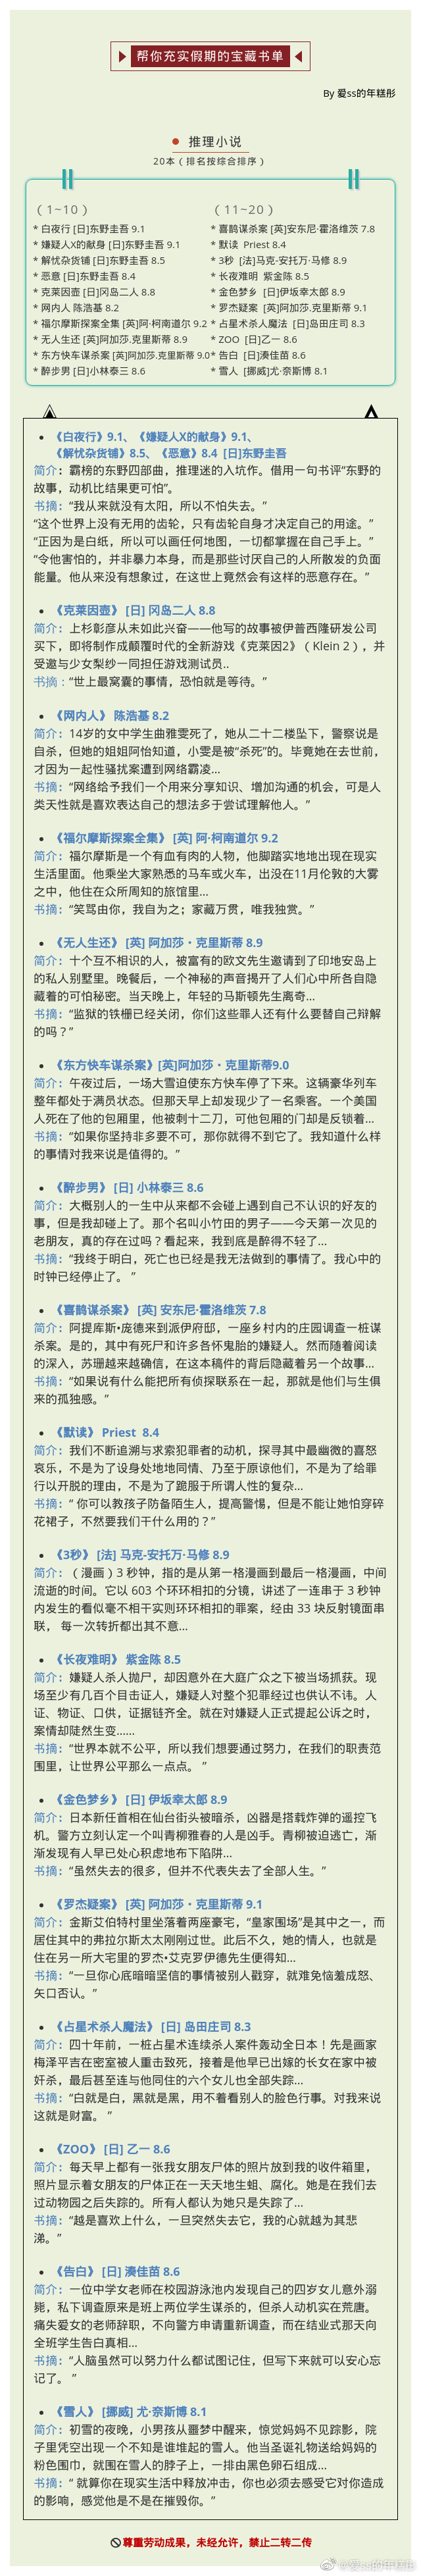 帮你充实假期的宝藏书单
By 爱ss的年糕彤
推理小说
20本（排名按综合排序）
（1~10）
* 白夜行 [日]东野圭吾 9.1
* 嫌疑人X的献身 [日]东野圭吾 9.1
* 解忧杂货铺 [日]东野圭吾 8.5
* 恶意 [日]东野圭吾 8.4
* 克莱因壶 [日]冈岛二人 8.8
* 网内人 陈浩基 8.2
* 福尔摩斯探案全集 [英]阿·柯南道尔 9.2
* 无人生还 [英]阿加莎.克里斯蒂 8.9
* 东方快车谋杀案 [英]阿加莎.克里斯蒂 9.0
* 醉步男 [日]小林泰三 8.6
（11~20）
* 喜鹊谋杀案 [英]安东尼·霍洛维茨 7.8
* 默读 Priest 8.4
* 3秒 [法]马克-安托万·马修 8.9
* 长夜难明 紫金陈 8.5
* 金色梦乡 [日]伊坂幸太郎 8.9
* 罗杰疑案 [英]阿加莎.克里斯蒂 9.1
* 占星术杀人魔法 [日]岛田庄司 8.3
* ZOO [日]乙一 8.6
* 告白 [日]湊佳苗 8.6
* 雪人 [挪威]尤·奈斯博 8.1
• 《白夜行》9.1、《嫌疑人X的献身》9.1、
《解忧杂货铺》8.5、《恶意》8.4 [日]东野圭吾
简介：霸榜的东野四部曲，推理迷的入坑作。借用一句书评“东野的
故事，动机比结果更可怕”。
书摘：“我从来就没有太阳，所以不怕失去。”
“这个世界上没有无用的齿轮，只有齿轮自身才决定自己的用途。”
“正因为是白纸，所以可以画任何地图，一切都掌握在自己手上。”
“令他害怕的，并非暴力本身，而是那些讨厌自己的人所散发的负面
能量。他从来没有想象过，在这世上竟然会有这样的恶意存在。”
• 《克莱因壶》 [日] 冈岛二人 8.8
简介：上杉彰彦从未如此兴奋——他写的故事被伊普西隆研发公司
买下，即将制作成颠覆时代的全新游戏《克莱因2》（Klein 2），并
受邀与少女梨纱一同担任游戏测试员..
书摘：“世上最窝囊的事情，恐怕就是等待。”
• 《网内人》 陈浩基 8.2
简介：14岁的女中学生曲雅雯死了，她从二十二楼坠下，警察说是
自杀，但她的姐姐阿怡知道，小雯是被“杀死”的。毕竟她在去世前，
才因为一起性骚扰案遭到网络霸凌...
书摘：“网络给予我们一个用来分享知识、增加沟通的机会，可是人
类天性就是喜欢表达自己的想法多于尝试理解他人。”
• 《福尔摩斯探案全集》 [英] 阿·柯南道尔 9.2
简介：福尔摩斯是一个有血有肉的人物，他脚踏实地地出现在现实
生活里面。他乘坐大家熟悉的马车或火车，出没在11月伦敦的大雾
之中，他住在众所周知的旅馆里...
书摘：“笑骂由你，我自为之；家藏万贯，唯我独赏。”
• 《无人生还》 [英] 阿加莎・克里斯蒂 8.9
简介：十个互不相识的人，被富有的欧文先生邀请到了印地安岛上
的私人别墅里。晚餐后，一个神秘的声音揭开了人们心中所各自隐
藏着的可怕秘密。当天晚上，年轻的马斯顿先生离奇...
书摘：“监狱的铁栅已经关闭，你们这些罪人还有什么要替自己辩解
的吗？”
• 《东方快车谋杀案》[英]阿加莎・克里斯蒂9.0
简介：午夜过后，一场大雪迫使东方快车停了下来。这辆豪华列车
整年都处于满员状态。但那天早上却发现少了一名乘客。一个美国
人死在了他的包厢里，他被刺十二刀，可他包厢的门却是反锁着...
书摘：“如果你坚持非多要不可，那你就得不到它了。我知道什么样
的事情对我来说是值得的。”
• 《醉步男》 [日] 小林泰三 8.6
简介：大概别人的一生中从来都不会碰上遇到自己不认识的好友的
事，但是我却碰上了。那个名叫小竹田的男子——今天第一次见的
老朋友，真的存在过吗？看起来，我到底是醉得不轻了...
书摘：“我终于明白，死亡也已经是我无法做到的事情了。我心中的
时钟已经停止了。 ”
• 《喜鹊谋杀案》 [英] 安东尼·霍洛维茨 7.8
简介：阿提库斯•庞德来到派伊府邸，一座乡村内的庄园调查一桩谋
杀案。是的，其中有死尸和许多各怀鬼胎的嫌疑人。然而随着阅读
的深入，苏珊越来越确信，在这本稿件的背后隐藏着另一个故事...
书摘：“如果说有什么能把所有侦探联系在一起，那就是他们与生俱
来的孤独感。”
• 《默读》 Priest 8.4
简介：我们不断追溯与求索犯罪者的动机，探寻其中最幽微的喜怒
哀乐，不是为了设身处地地同情、乃至于原谅他们，不是为了给罪
行以开脱的理由，不是为了跪服于所谓人性的复杂...
书摘：“ 你可以教孩子防备陌生人，提高警惕，但是不能让她怕穿碎
花裙子，不然要我们干什么用的？”
• 《3秒》 [法] 马克-安托万·马修 8.9
简介：（漫画）3 秒钟，指的是从第一格漫画到最后一格漫画，中间
流逝的时间。它以 603 个环环相扣的分镜，讲述了一连串于 3 秒钟
内发生的看似毫不相干实则环环相扣的罪案，经由 33 块反射镜面串
联， 每一次转折都出其不意...
• 《长夜难明》 紫金陈 8.5
简介：嫌疑人杀人抛尸，却因意外在大庭广众之下被当场抓获。现
场至少有几百个目击证人，嫌疑人对整个犯罪经过也供认不讳。人
证、物证、口供，证据链齐全。就在对嫌疑人正式提起公诉之时，
案情却陡然生变......
书摘：“世界本就不公平，所以我们想要通过努力，在我们的职责范
围里，让世界公平那么一点点。 ”
• 《金色梦乡》 [日] 伊坂幸太郎 8.9
简介：日本新任首相在仙台街头被暗杀，凶器是搭载炸弹的遥控飞
机。警方立刻认定一个叫青柳雅春的人是凶手。青柳被迫逃亡，渐
渐发现有人早已处心积虑地布下陷阱...
书摘：“虽然失去的很多，但并不代表失去了全部人生。”
• 《罗杰疑案》 [英] 阿加莎・克里斯蒂 9.1
简介：金斯艾伯特村里坐落着两座豪宅，“皇家围场”是其中之一，而
居住其中的弗拉尔斯太太刚刚过世。此后不久，她的情人，也就是
住在另一所大宅里的罗杰•艾克罗伊德先生便得知...
书摘：“一旦你心底暗暗坚信的事情被别人戳穿，就难免恼羞成怒、
矢口否认。”
• 《占星术杀人魔法》 [日] 岛田庄司 8.3
简介：四十年前，一桩占星术连续杀人案件轰动全日本！先是画家
梅泽平吉在密室被人重击致死，接着是他早已出嫁的长女在家中被
奸杀，最后甚至连与他同住的六个女儿也全部失踪...
书摘：“白就是白，黑就是黑，用不着看别人的脸色行事。对我来说
这就是财富。 ”
• 《ZOO》 [日] 乙一 8.6
简介：每天早上都有一张我女朋友尸体的照片放到我的收件箱里，
照片显示着女朋友的尸体正在一天天地生蛆、腐化。她是在我们去
过动物园之后失踪的。所有人都认为她只是失踪了...
书摘：“越是喜欢上什么，一旦突然失去它，我的心就越为其悲
涕。”
• 《告白》 [日] 湊佳苗 8.6
简介：一位中学女老师在校园游泳池内发现自己的四岁女儿意外溺
毙，私下调查原来是班上两位学生谋杀的，但杀人动机实在荒唐。
痛失爱女的老师辞职，不向警方申请重新调查，而在结业式那天向
全班学生告白真相...
书摘：“人脑虽然可以努力什么都试图记住，但写下来就可以安心忘
记了。 ”
• 《雪人》 [挪威] 尤·奈斯博 8.1
简介：初雪的夜晚，小男孩从噩梦中醒来，惊觉妈妈不见踪影，院
子里凭空出现一个不知是谁堆起的雪人。他当圣诞礼物送给妈妈的
粉色围巾，就围在雪人的脖子上，一排由黑色卵石组成...
书摘：“ 就算你在现实生活中释放冲击，你也必须去感受它对你造成
的影响，感觉他是不是在摧毁你。”
🚫尊重劳动成果，未经允许，禁止二转二传
@爱ss的年糕彤